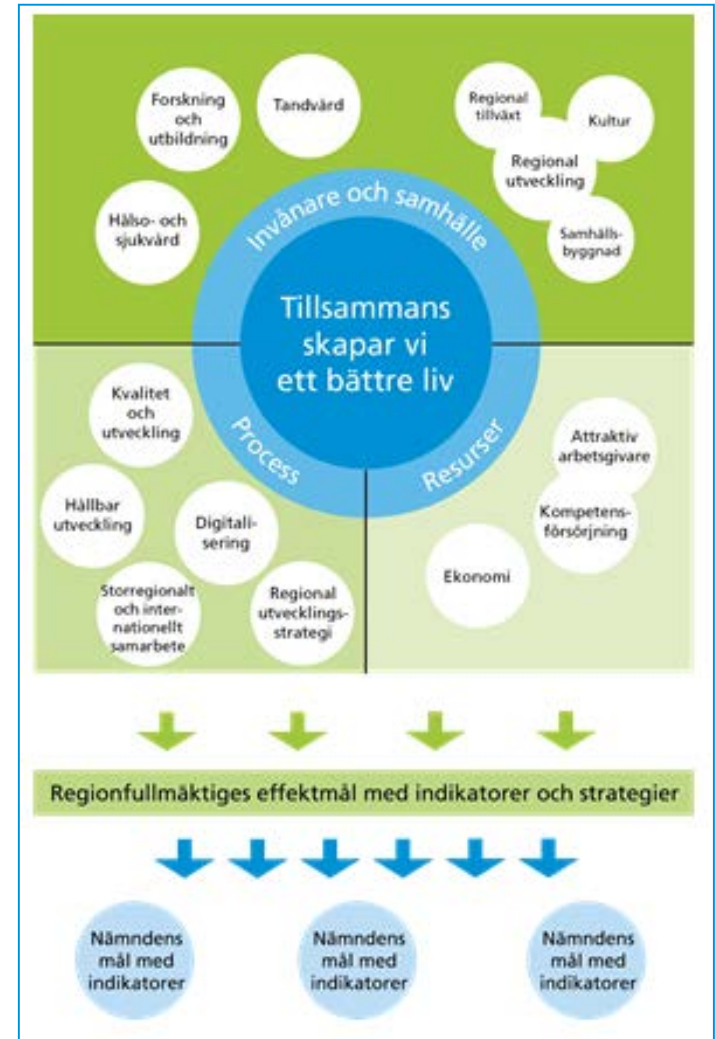 Forskning
och
utbildning
Tandvård
Regional
tillväxt
Kultur
Regional
utveckling
Hälso- och
sjukvård
Samhälls-
byggnad
Invånare och samhälle
Tillsammans
skapar vi
ett bättre liv
Process
Resurser
Kvalitet
och
utveckling
Hållbar
utveckling
Digitali-
sering
Storregionalt
och inter-
nationellt
samarbete
Regional
utvecklings-
strategi
Attraktiv
arbetsgivare
Kompetens-
försörjning
Ekonomi
Regionfullmäktiges effektmål med indikatorer och strategier
Nämndens
mål med
indikatorer
Nämndens
mål med
indikatorer
Nämndens
mål med
indikatorer